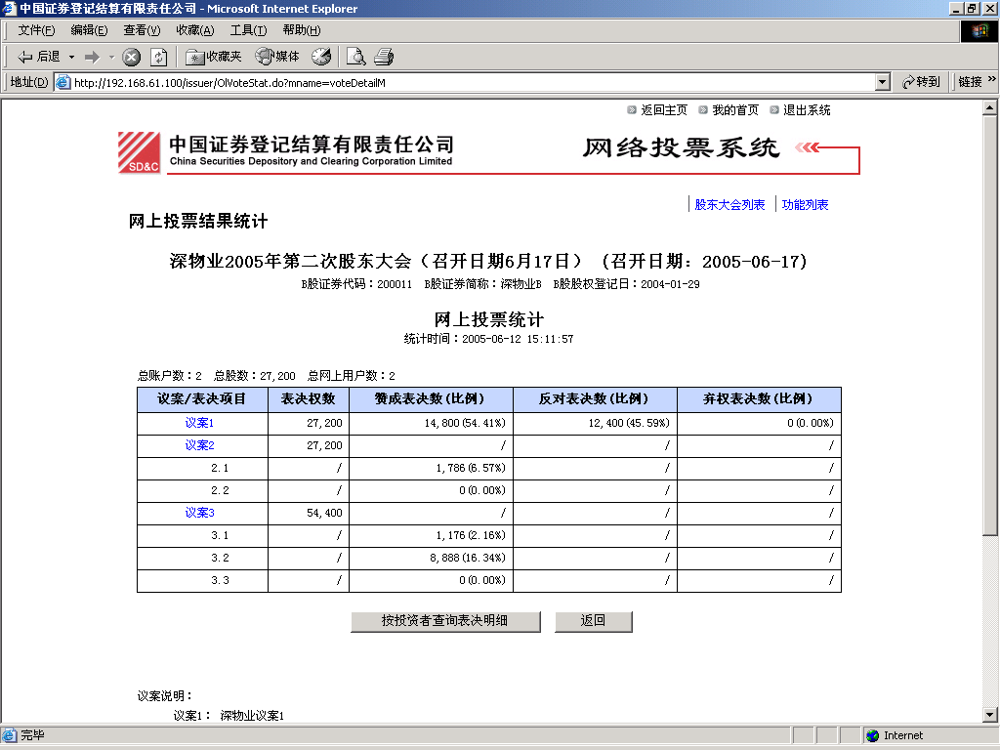 中国证券登记结算有限责任公司 - Microsoft Internet Explorer
文件(F) 编辑(E) 查看(V) 收藏(A) 工具(T) 帮助(H)
后退 收藏夹 媒体
地址(D) http://192.168.61.100/issuer/OlVoteStat.do?mname=voteDetailM 转到 链接 »
返回主页 我的首页 退出系统
SD&C 中国证券登记结算有限责任公司 网络投票系统
China Securities Depository and Clearing Corporation Limited
股东大会列表 功能列表
网上投票结果统计
深物业2005年第二次股东大会（召开日期6月17日） (召开日期：2005-06-17)
B股证券代码：200011 B股证券简称：深物业B B股股权登记日：2004-01-29
网上投票统计
统计时间：2005-06-12 15:11:57
总账户数：2 总股数：27,200 总网上用户数：2
议案/表决项目 表决权数 赞成表决数(比例) 反对表决数(比例) 弃权表决数(比例)
议案1 27,200 14,800(54.41%) 12,400(45.59%) 0(0.00%)
议案2 27,200 / / /
2.1 / 1,786(6.57%) / /
2.2 / 0(0.00%) / /
议案3 54,400 / / /
3.1 / 1,176(2.16%) / /
3.2 / 8,888(16.34%) / /
3.3 / 0(0.00%) / /
按投资者查询表决明细 返回
议案说明：
议案1： 深物业议案1
完毕 Internet